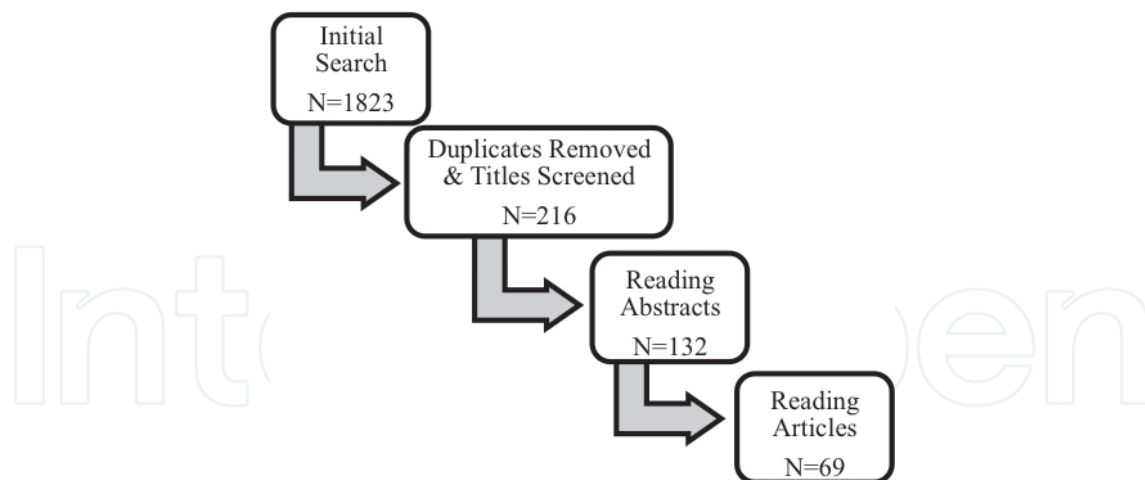 Initial
Search
N=1823
Duplicates Removed
& Titles Screened
N=216
Reading
Abstracts
N=132
Reading
Articles
N=69